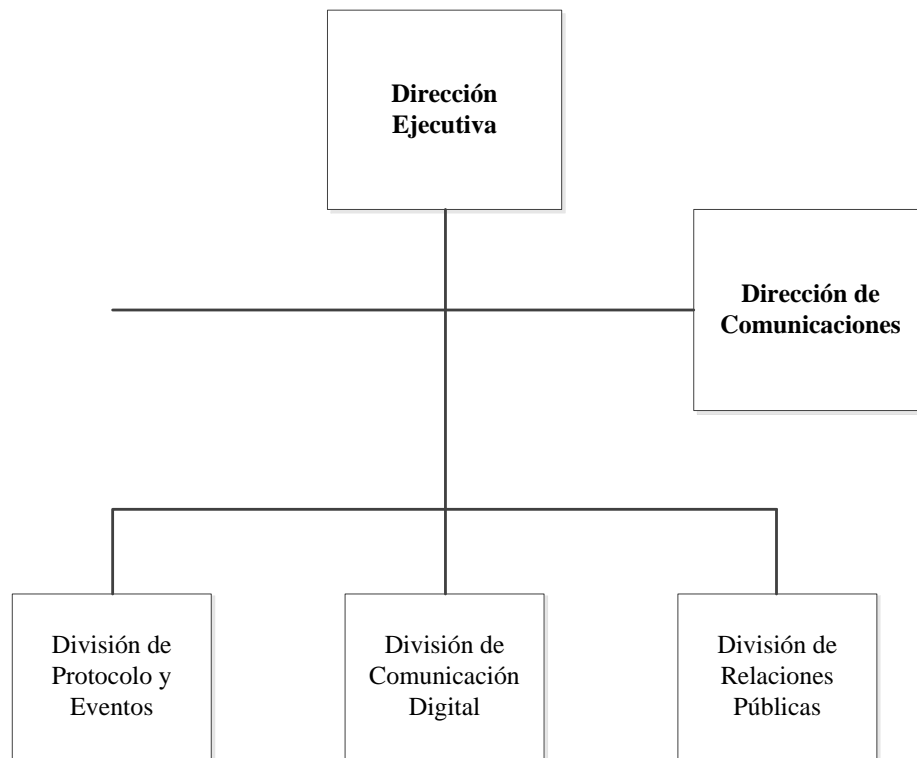 Dirección
Ejecutiva
Dirección de
Comunicaciones
División de
Protocolo y
Eventos
División de
Comunicación
Digital
División de
Relaciones
Públicas